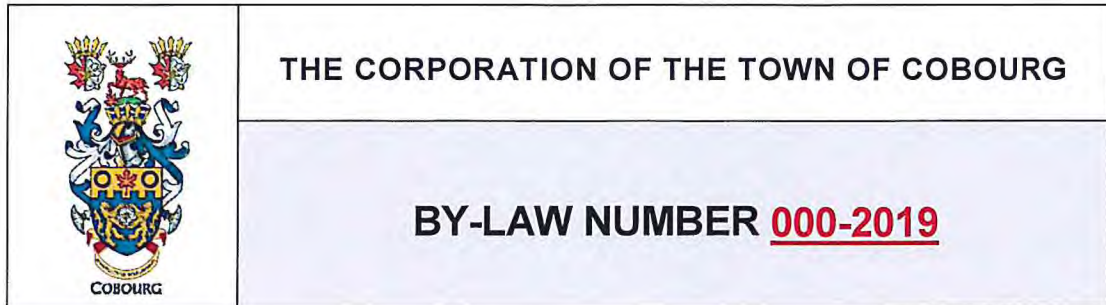 THE CORPORATION OF THE TOWN OF COBOURG
BY-LAW NUMBER 000-2019
COBOURG